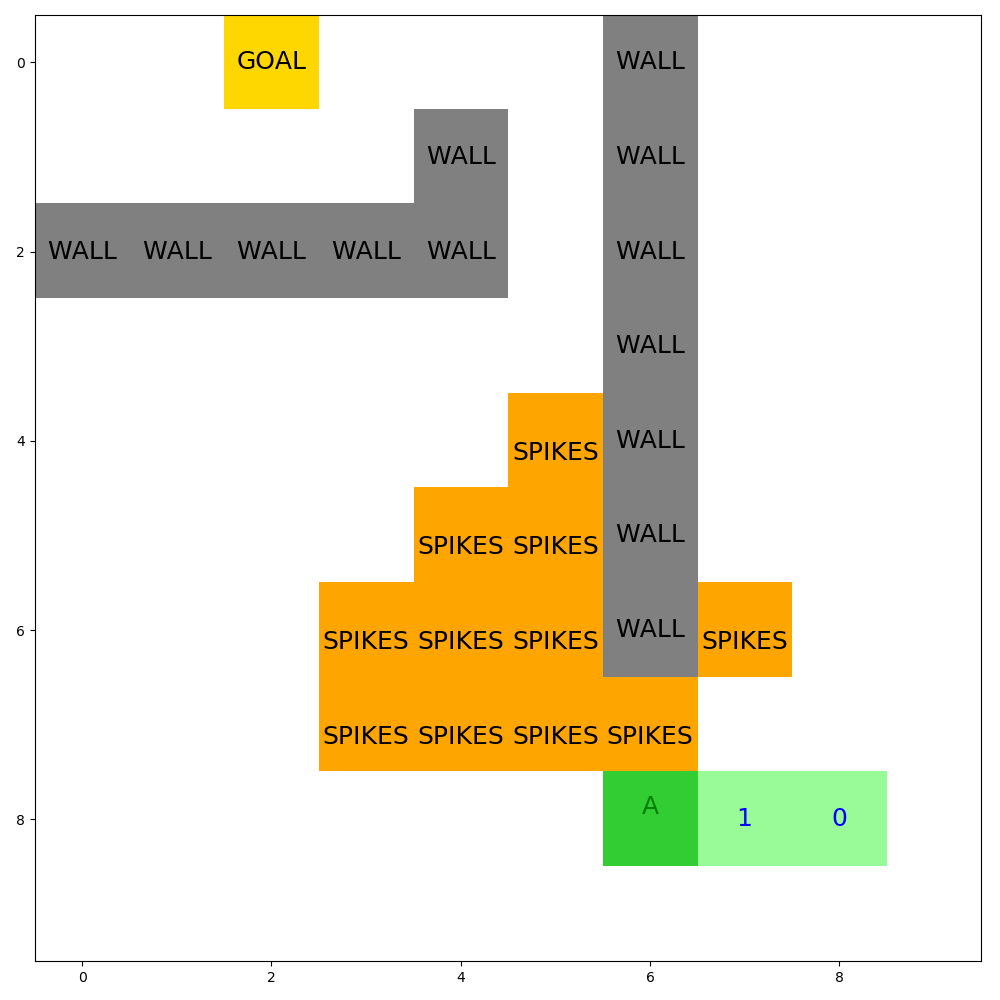 GOAL WALL
0
WALL WALL
WALL WALL WALL WALL WALL WALL
2
WALL
SPIKES WALL
4
SPIKES SPIKES WALL
SPIKES SPIKES SPIKES WALL SPIKES
6
SPIKES SPIKES SPIKES SPIKES
A 1 0
8
0 2 4 6 8